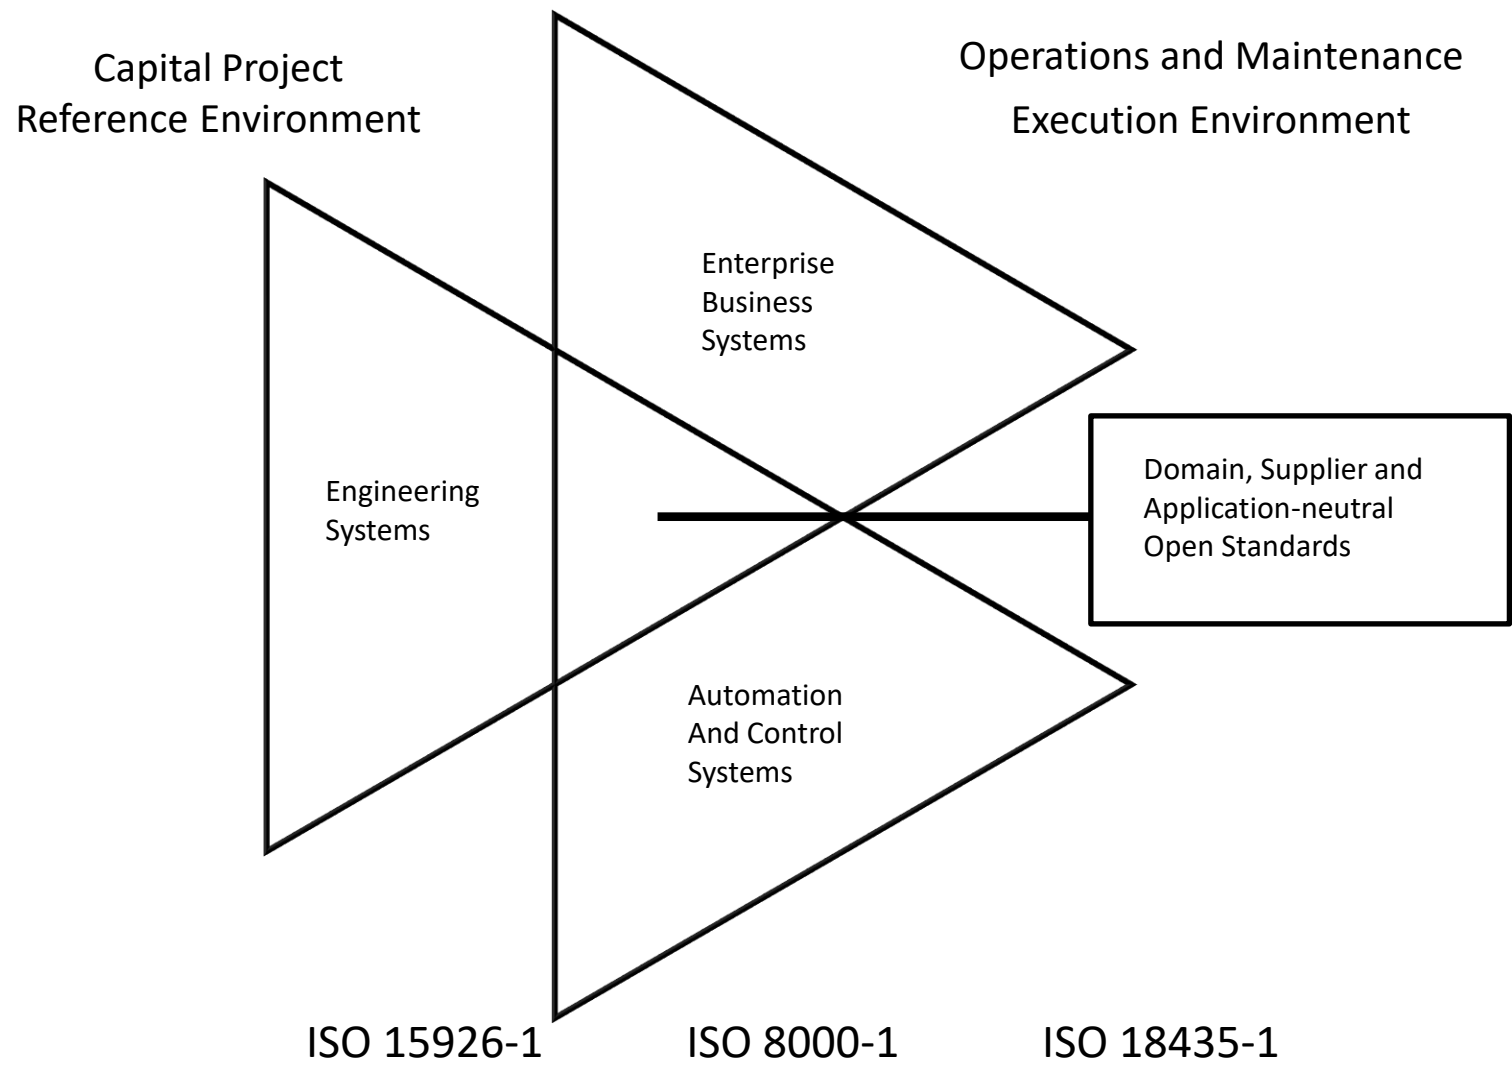 Capital Project
Reference Environment
Operations and Maintenance
Execution Environment
Enterprise
Business
Systems
Engineering
Systems
Domain, Supplier and
Application-neutral
Open Standards
Automation
And Control
Systems
ISO 15926-1
ISO 8000-1
ISO 18435-1